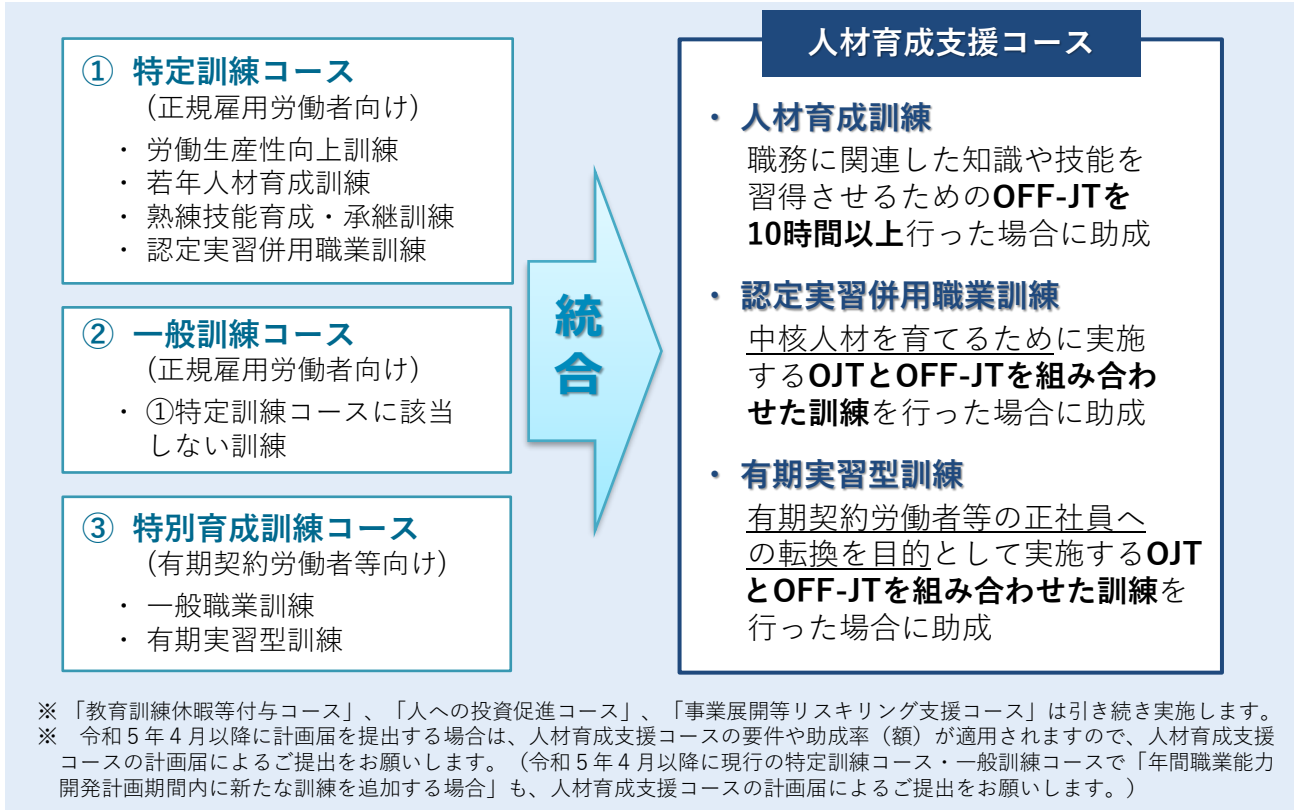 ① 特定訓練コース
(正規雇用労働者向け)
・ 労働生産性向上訓練
・ 若年人材育成訓練
・ 熟練技能育成・承継訓練
・ 認定実習併用職業訓練
② 一般訓練コース
(正規雇用労働者向け)
・ ①特定訓練コースに該当
しない訓練
③ 特別育成訓練コース
(有期契約労働者等向け)
・ 一般職業訓練
・ 有期実習型訓練
統
合
人材育成支援コース
・ 人材育成訓練
職務に関連した知識や技能を
習得させるためのOFF-JTを
10時間以上行った場合に助成
・ 認定実習併用職業訓練
中核人材を育てるために実施
するOJTとOFF-JTを組み合わ
せた訓練を行った場合に助成
・ 有期実習型訓練
有期契約労働者等の正社員へ
の転換を目的として実施するOJT
とOFF-JTを組み合わせた訓練を
行った場合に助成
※ 「教育訓練休暇等付与コース」、「人への投資促進コース」、「事業展開等リスキリング支援コース」は引き続き実施します。
※ 令和５年４月以降に計画届を提出する場合は、人材育成支援コースの要件や助成率（額）が適用されますので、人材育成支援
コースの計画届によるご提出をお願いします。（令和５年４月以降に現行の特定訓練コース・一般訓練コースで「年間職業能力
開発計画期間内に新たな訓練を追加する場合」も、人材育成支援コースの計画届によるご提出をお願いします。）